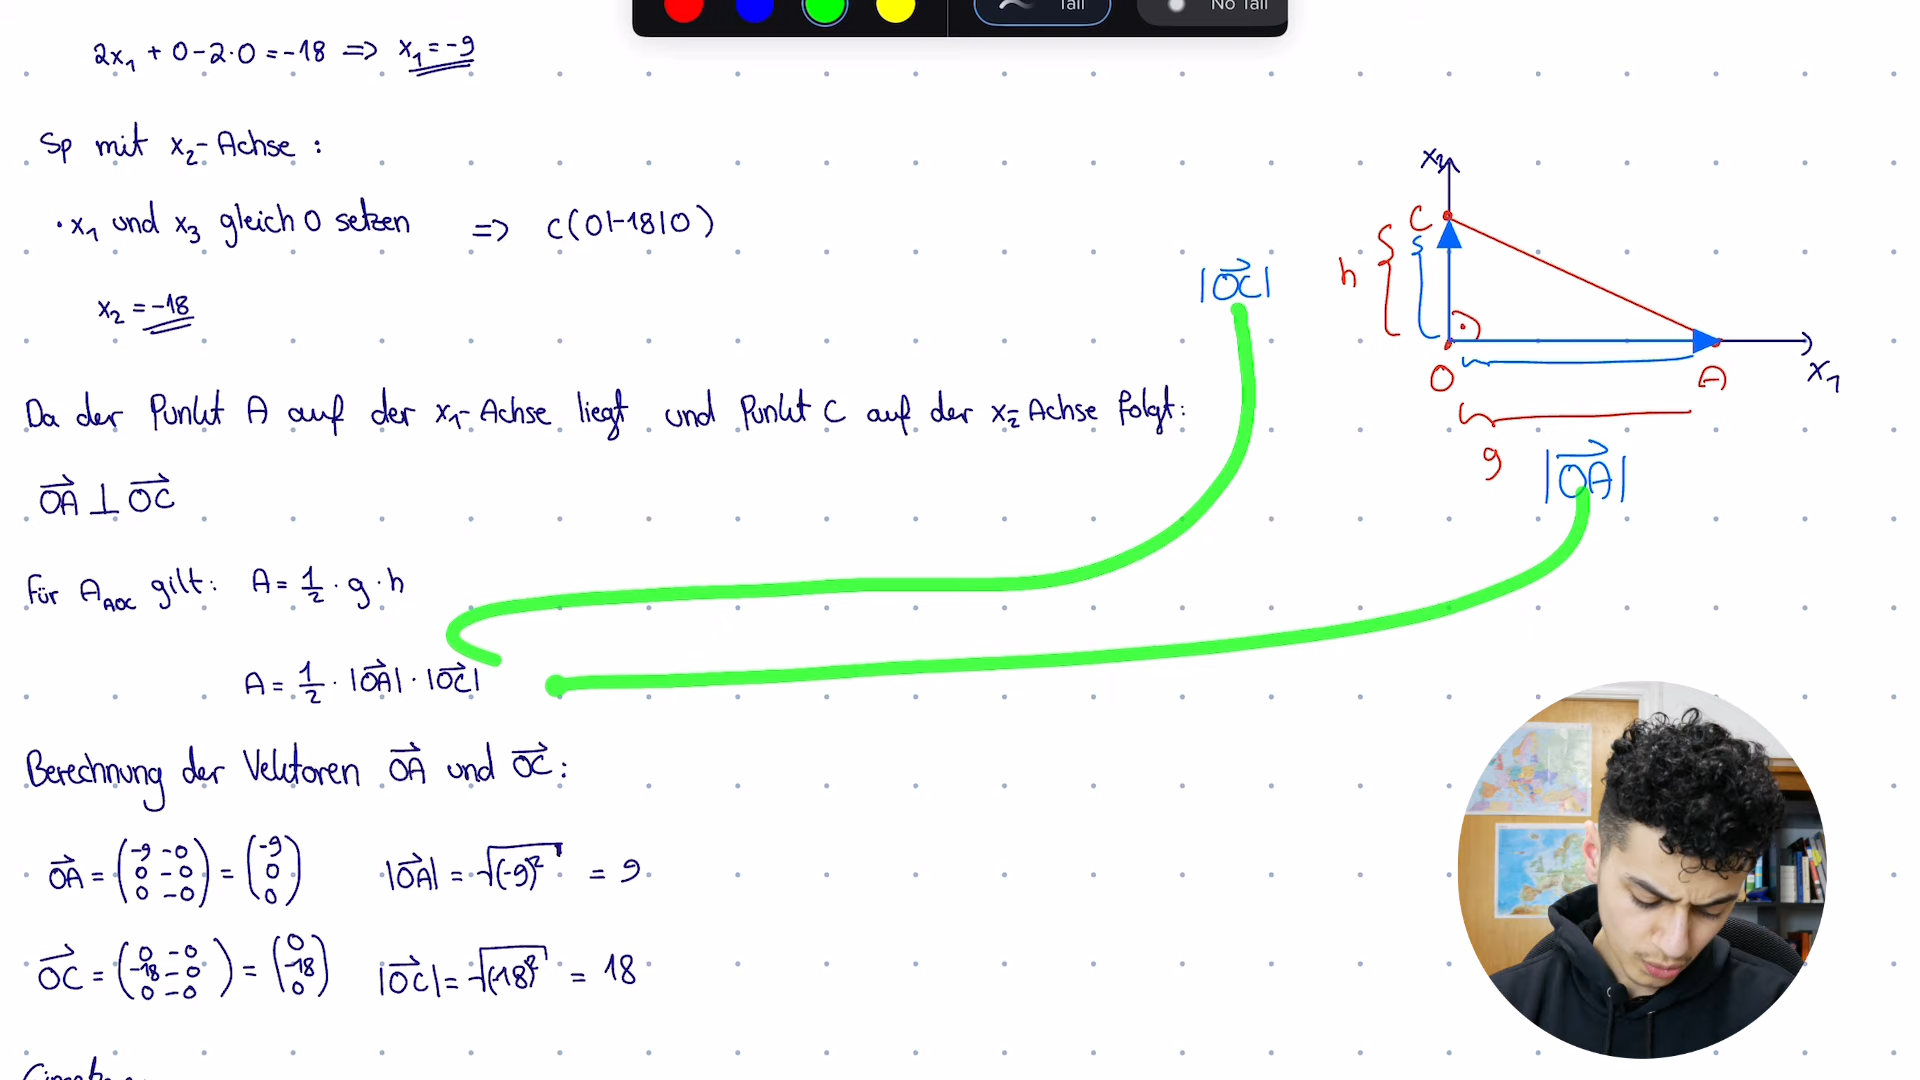 Tail No Tail
2x₁ + 0 - 2·0 = -18 => x₁ = -9
Sp mit x₂-Achse :
· x₁ und x₃ gleich 0 setzen => C(0|-18|0)
x₂ = -18
Da der Punkt A auf der x₁-Achse liegt und Punkt C auf der x₂-Achse folgt:
OA⃗ ⊥ OC⃗
Für A_AOC gilt: A = 1/2 · g · h
A = 1/2 · |OA⃗| · |OC⃗|
Berechnung der Vektoren OA⃗ und OC⃗ :
OA⃗ = (-9 -0 / 0 -0 / 0 -0) = (-9 / 0 / 0) |OA⃗| = √(-9)² = 9
OC⃗ = (0 -0 / -18 -0 / 0 -0) = (0 / -18 / 0) |OC⃗| = √(-18)² = 18
|OC⃗|
C
h
O
A
x₁
g
|OA⃗|